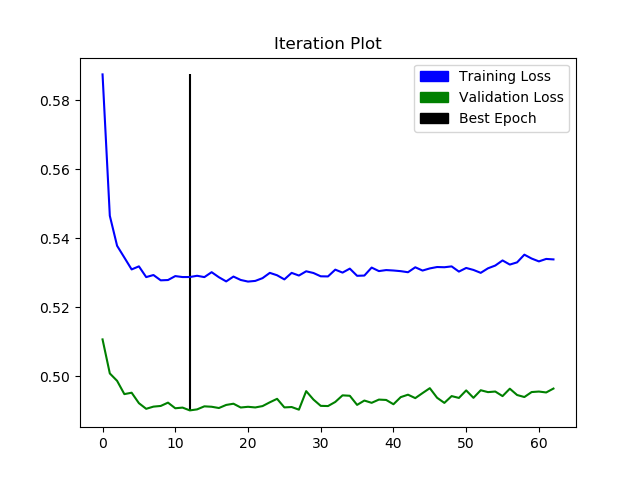 Iteration Plot
Training Loss
Validation Loss
Best Epoch
0.58
0.56
0.54
0.52
0.50
0 10 20 30 40 50 60